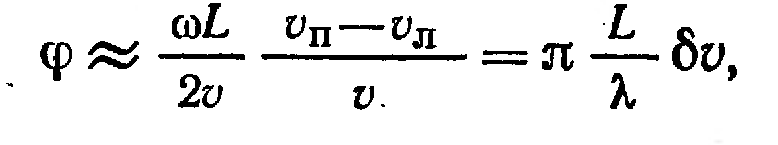 φ ≈ ωL/2v · (vп — vл)/v. = π L/λ δv,